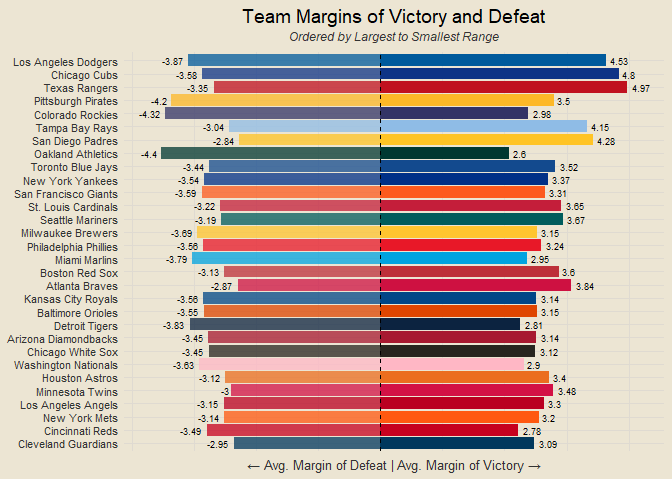 Team Margins of Victory and Defeat
Ordered by Largest to Smallest Range
Los Angeles Dodgers -3.87 4.53
Chicago Cubs -3.58 4.8
Texas Rangers -3.35 4.97
Pittsburgh Pirates -4.2 3.5
Colorado Rockies -4.32 2.98
Tampa Bay Rays -3.04 4.15
San Diego Padres -2.84 4.28
Oakland Athletics -4.4 2.6
Toronto Blue Jays -3.44 3.52
New York Yankees -3.54 3.37
San Francisco Giants -3.59 3.31
St. Louis Cardinals -3.22 3.65
Seattle Mariners -3.19 3.67
Milwaukee Brewers -3.69 3.15
Philadelphia Phillies -3.56 3.24
Miami Marlins -3.79 2.95
Boston Red Sox -3.13 3.6
Atlanta Braves -2.87 3.84
Kansas City Royals -3.56 3.14
Baltimore Orioles -3.55 3.15
Detroit Tigers -3.83 2.81
Arizona Diamondbacks -3.45 3.14
Chicago White Sox -3.45 3.12
Washington Nationals -3.63 2.9
Houston Astros -3.12 3.4
Minnesota Twins -3 3.48
Los Angeles Angels -3.15 3.3
New York Mets -3.14 3.2
Cincinnati Reds -3.49 2.78
Cleveland Guardians -2.95 3.09
← Avg. Margin of Defeat | Avg. Margin of Victory →